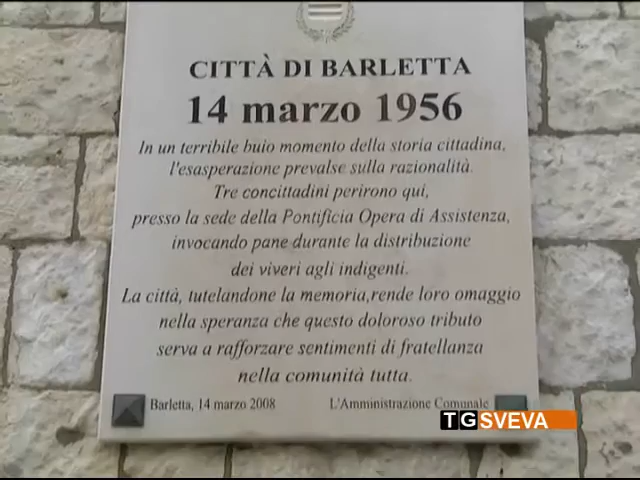 CITTÀ DI BARLETTA
14 marzo 1956
In un terribile buio momento della storia cittadina,
l'esasperazione prevalse sulla razionalità.
Tre concittadini perirono qui,
presso la sede della Pontificia Opera di Assistenza,
invocando pane durante la distribuzione
dei viveri agli indigenti.
La città, tutelandone la memoria,rende loro omaggio
nella speranza che questo doloroso tributo
serva a rafforzare sentimenti di fratellanza
nella comunità tutta.
Barletta, 14 marzo 2008 L'Amministrazione Comunale
TGSVEVA